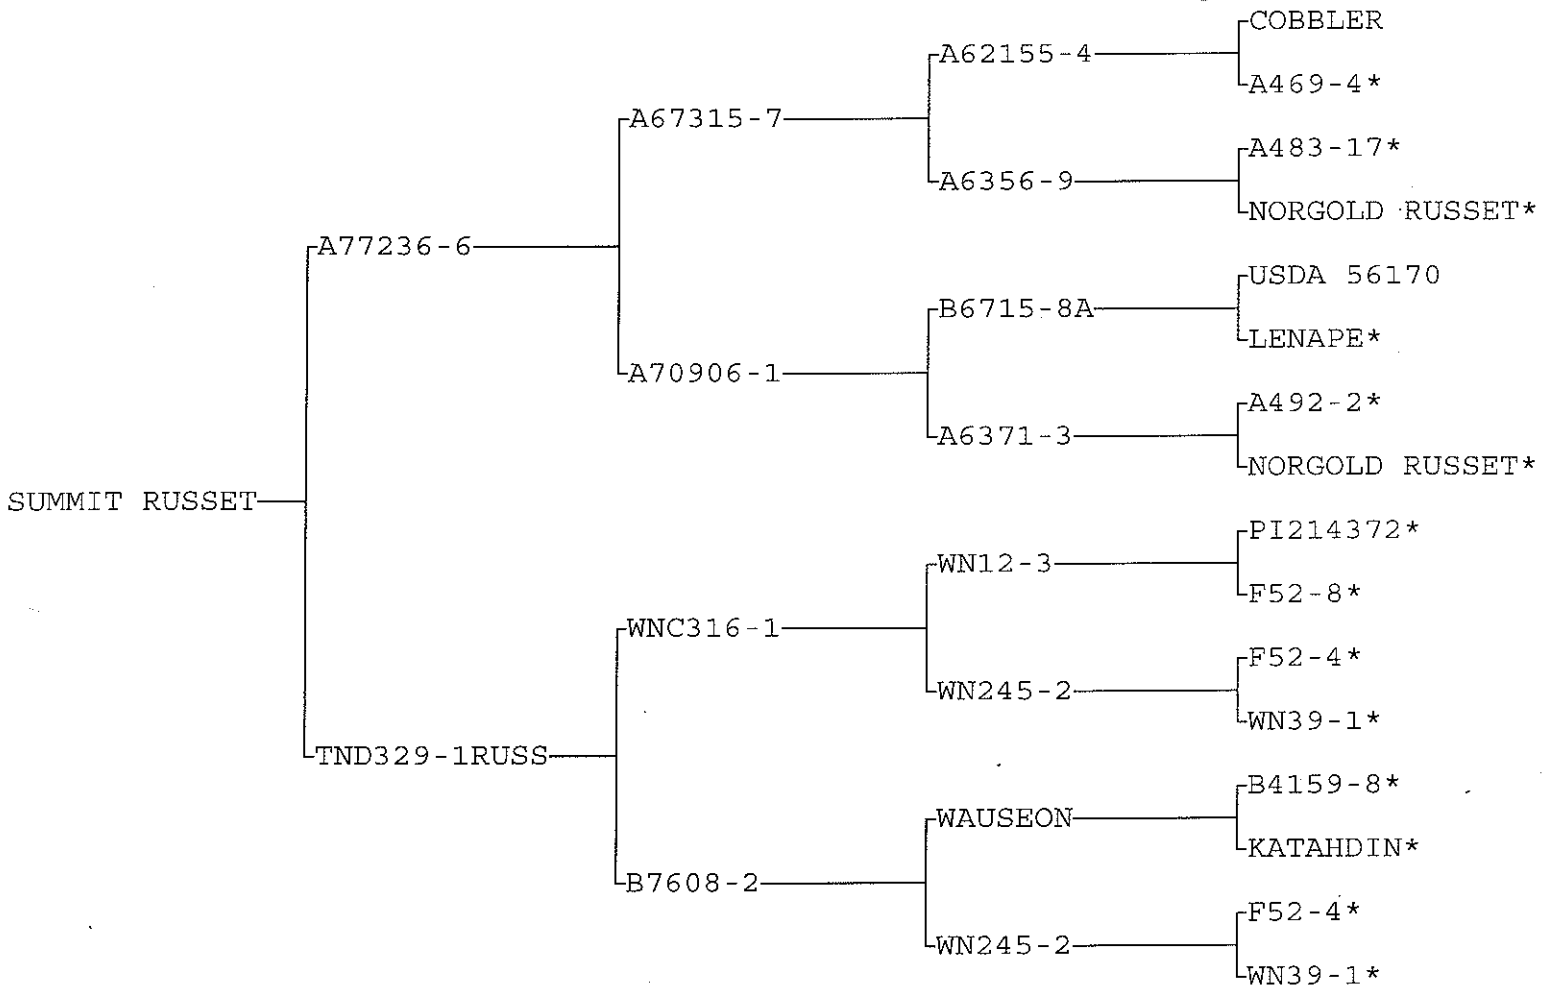 COBBLER
A62155-4
A469-4*
A67315-7
A483-17*
A6356-9
NORGOLD RUSSET*
A77236-6
USDA 56170
B6715-8A
LENAPE*
A70906-1
A492-2*
A6371-3
NORGOLD RUSSET*
SUMMIT RUSSET
PI214372*
WN12-3
F52-8*
WNC316-1
F52-4*
WN245-2
WN39-1*
TND329-1RUSS
B4159-8*
WAUSEON
KATAHDIN*
B7608-2
F52-4*
WN245-2
WN39-1*